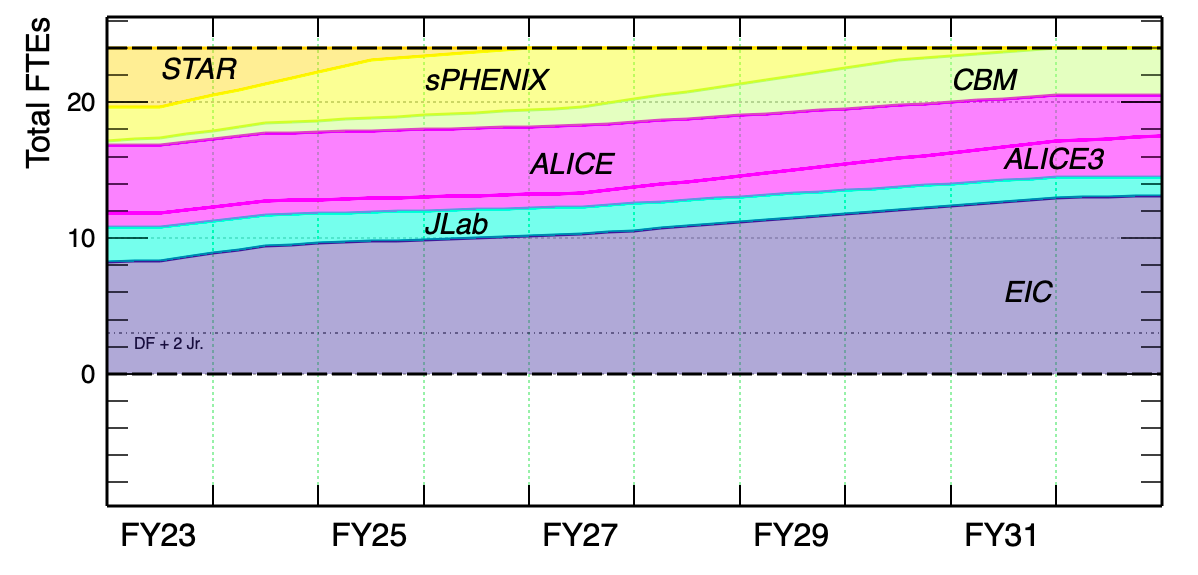 Total FTEs
STAR
sPHENIX
CBM
20
ALICE
ALICE3
JLab
10
EIC
DF + 2 Jr.
0
FY23 FY25 FY27 FY29 FY31